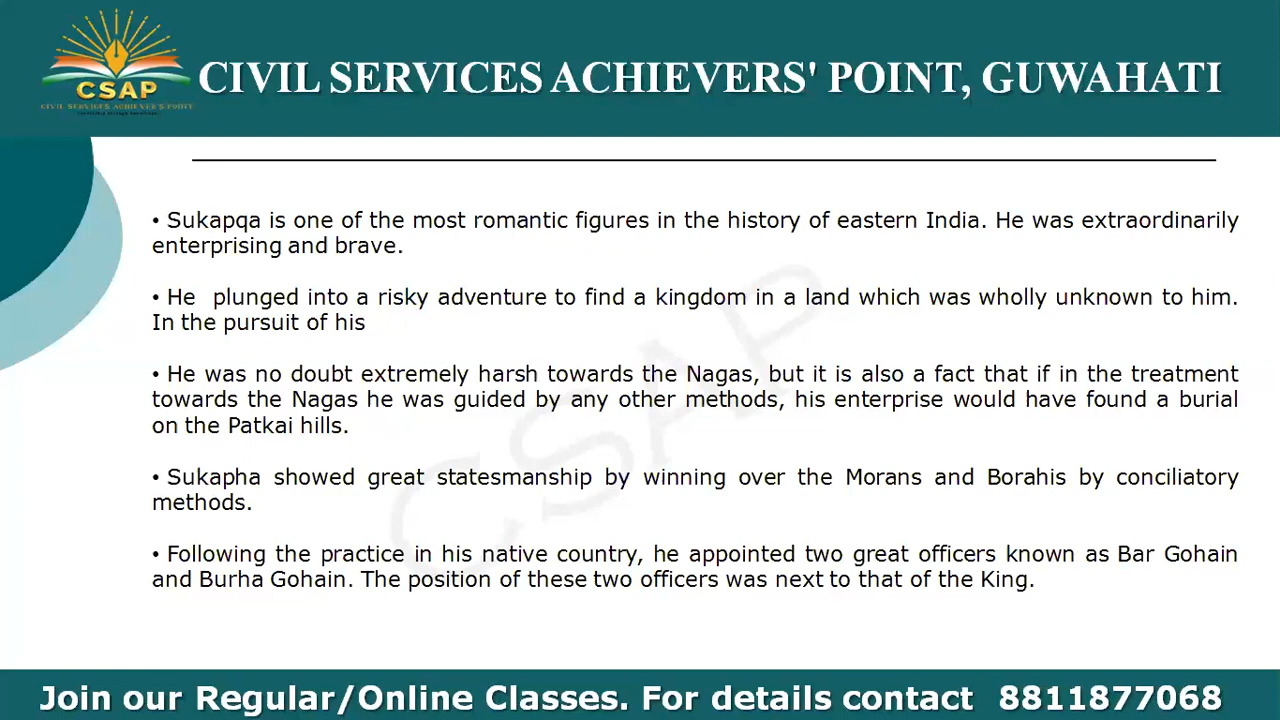 CSAP
CIVIL SERVICES ACHIEVER'S POINT
CIVIL SERVICES ACHIEVERS' POINT, GUWAHATI
• Sukapqa is one of the most romantic figures in the history of eastern India. He was extraordinarily
enterprising and brave.
• He plunged into a risky adventure to find a kingdom in a land which was wholly unknown to him.
In the pursuit of his
• He was no doubt extremely harsh towards the Nagas, but it is also a fact that if in the treatment
towards the Nagas he was guided by any other methods, his enterprise would have found a burial
on the Patkai hills.
• Sukapha showed great statesmanship by winning over the Morans and Borahis by conciliatory
methods.
• Following the practice in his native country, he appointed two great officers known as Bar Gohain
and Burha Gohain. The position of these two officers was next to that of the King.
CSAP
Join our Regular/Online Classes. For details contact 8811877068